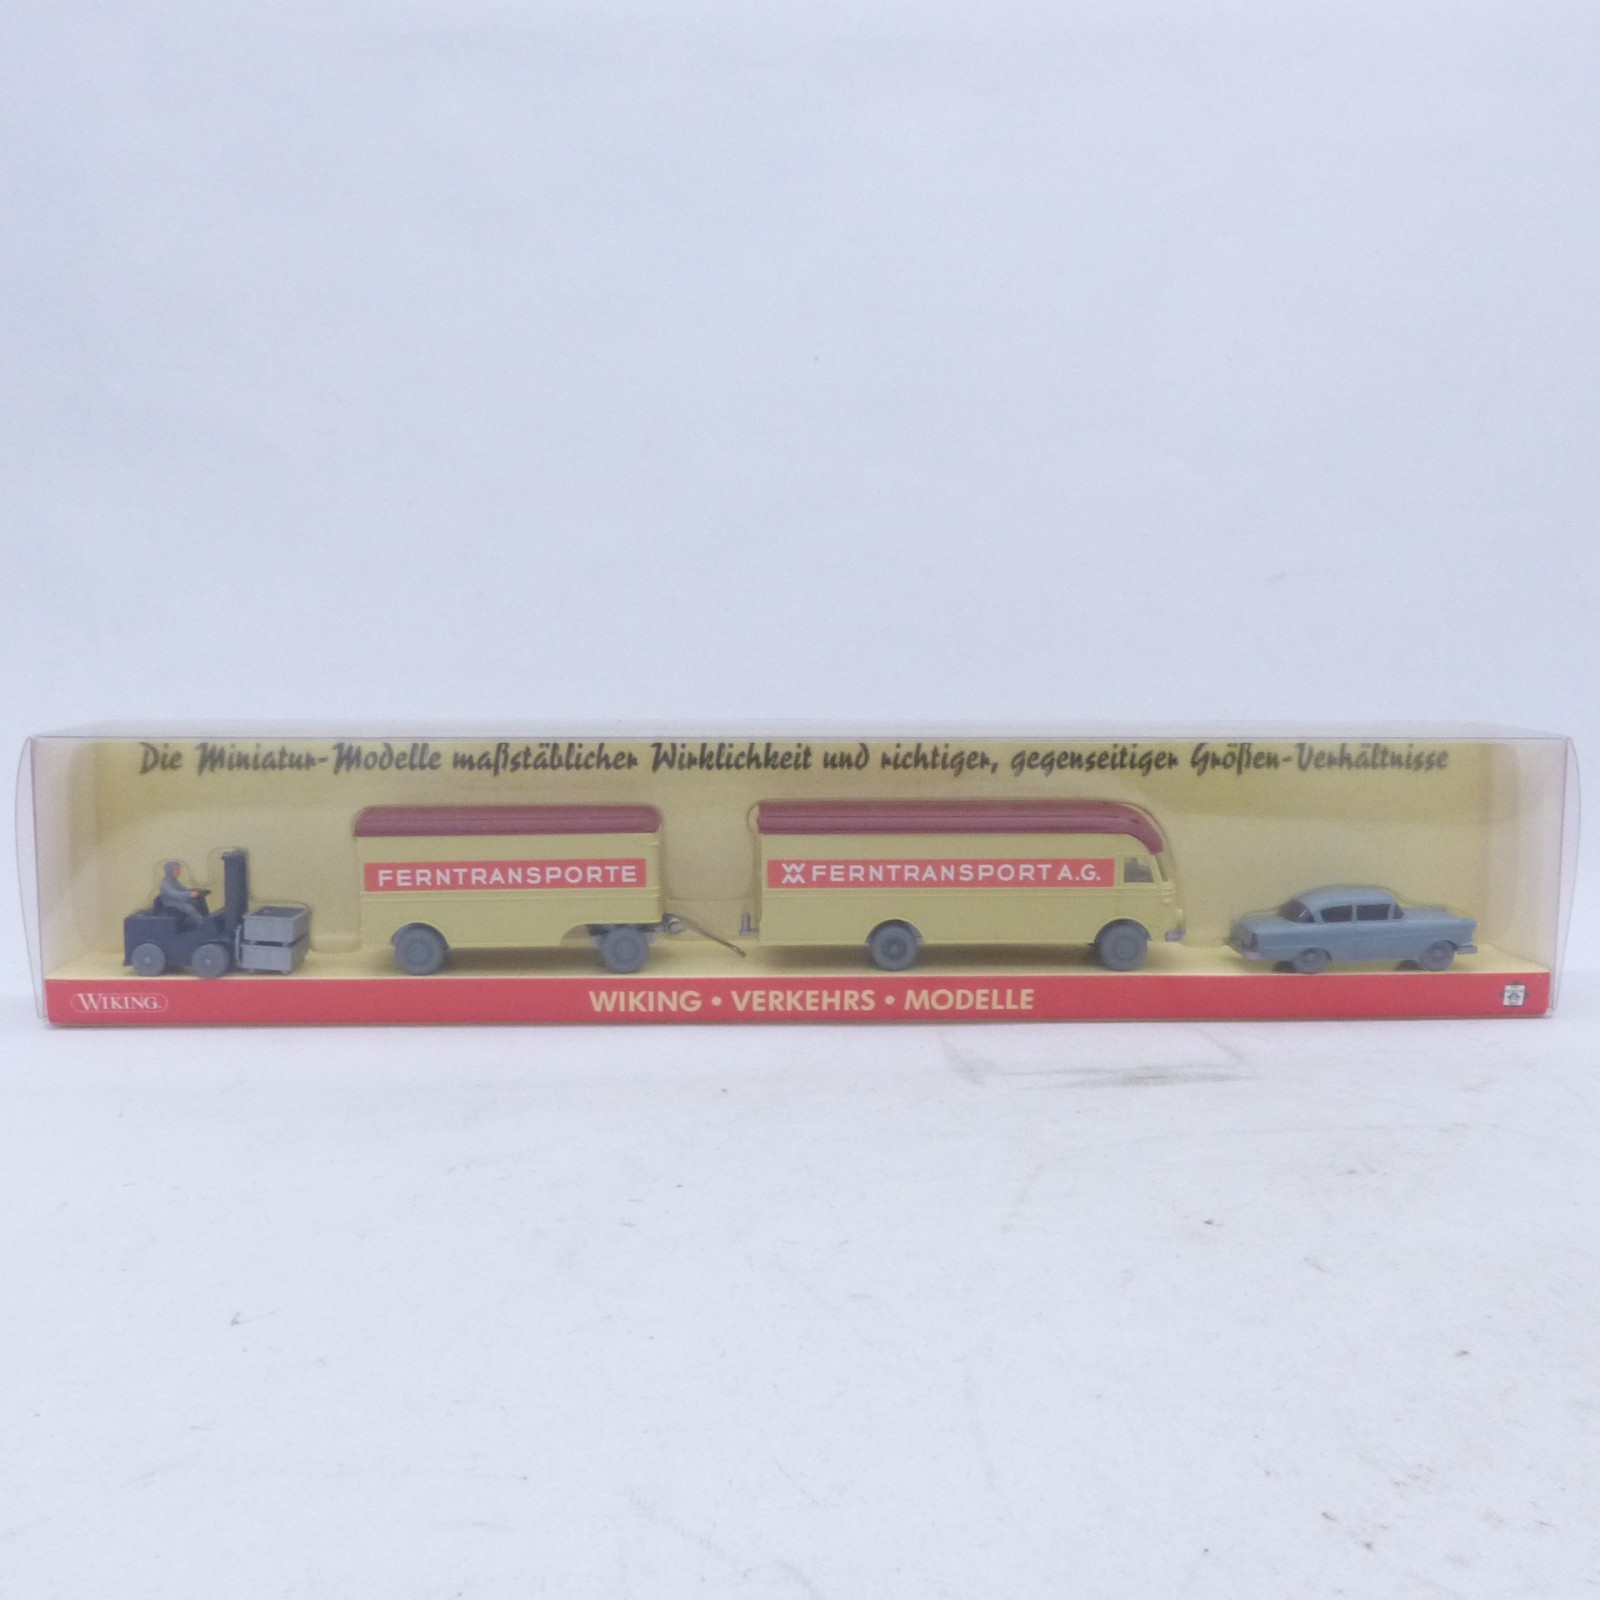 Die Miniatur-Modelle maßstäblicher Wirklichkeit und richtiger, gegenseitiger Größen-Verhältnisse
FERNTRANSPORTE
FERNTRANSPORT A.G.
WIKING
WIKING • VERKEHRS • MODELLE